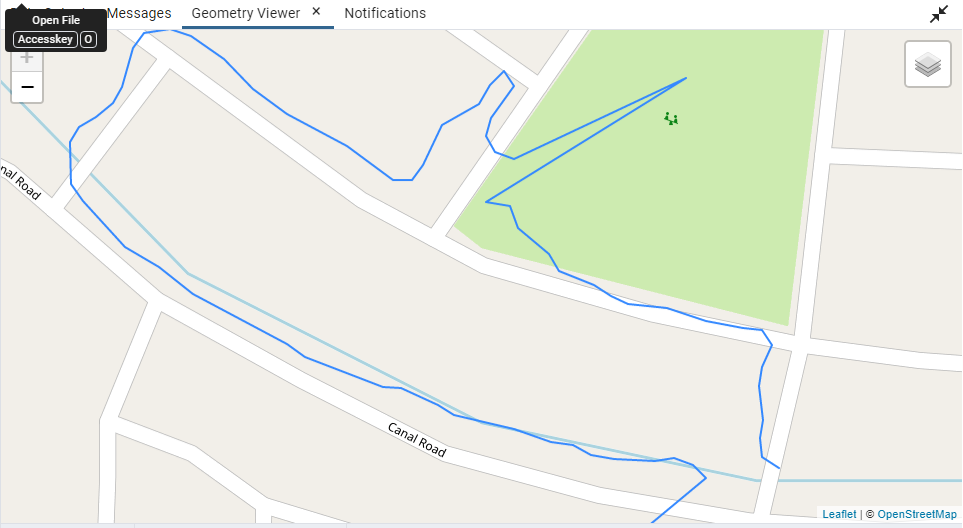 Messages
Geometry Viewer ×
Notifications
Open File
Accesskey O
+
−
nal Road
Canal Road
Leaflet | © OpenStreetMap